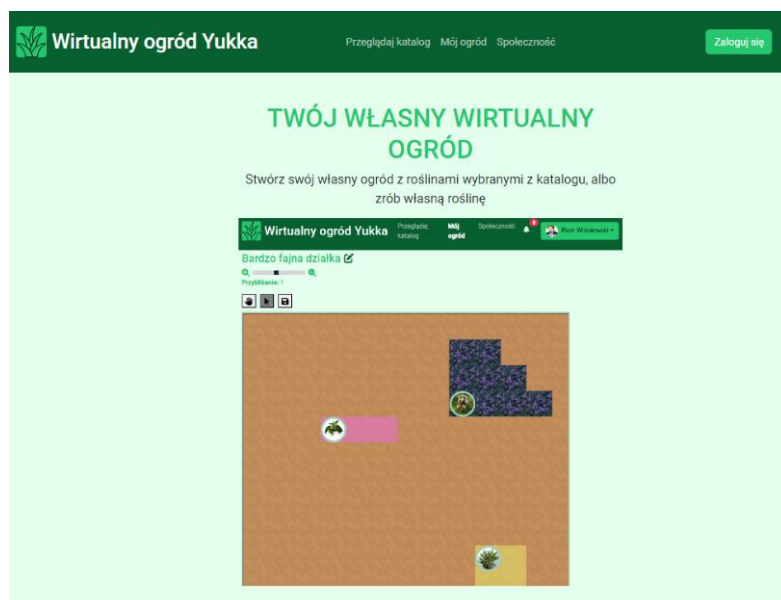 Wirtualny ogród Yukka
Przeglądaj katalog Mój ogród Społeczność
Zaloguj się
TWÓJ WŁASNY WIRTUALNY
OGRÓD
Stwórz swój własny ogród z roślinami wybranymi z katalogu, albo
zrób własną roślinę
Wirtualny ogród Yukka
Przeglądaj
katalog
Mój
ogród
Społeczność
Piotr Wiśniewski
Bardzo fajna działka
Przybliżenie: 1